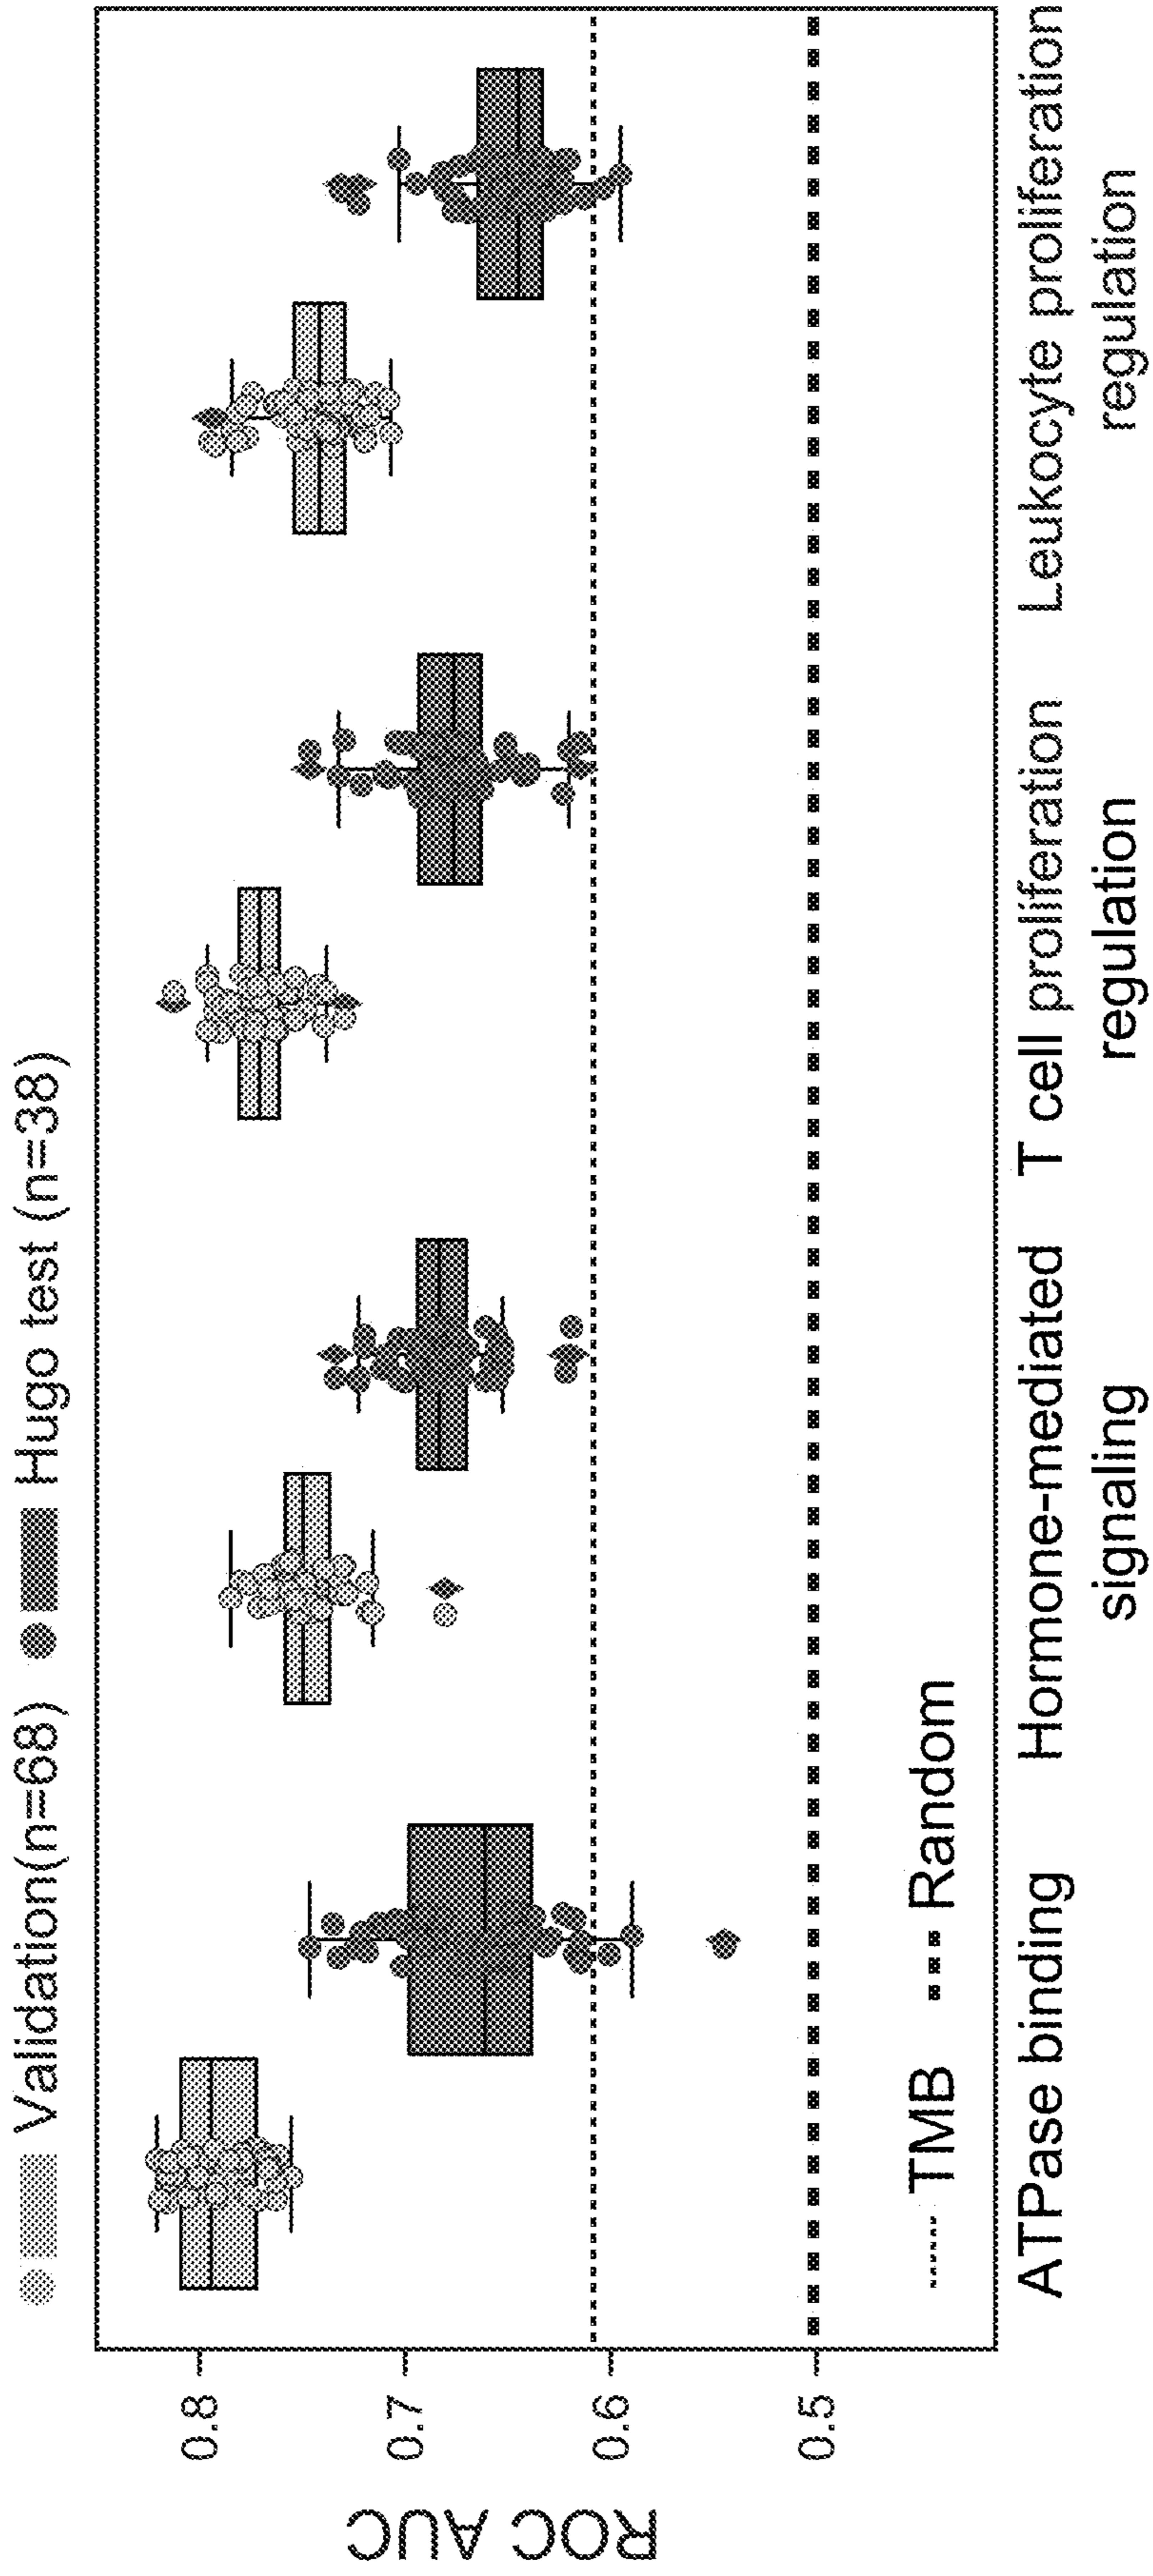 Validation(n=68) Hugo test (n=38)
ROC AUC
0.8
0.7
0.6
0.5
TMB Random
ATPase binding Hormone-mediated T cell proliferation Leukocyte proliferation
signaling regulation regulation